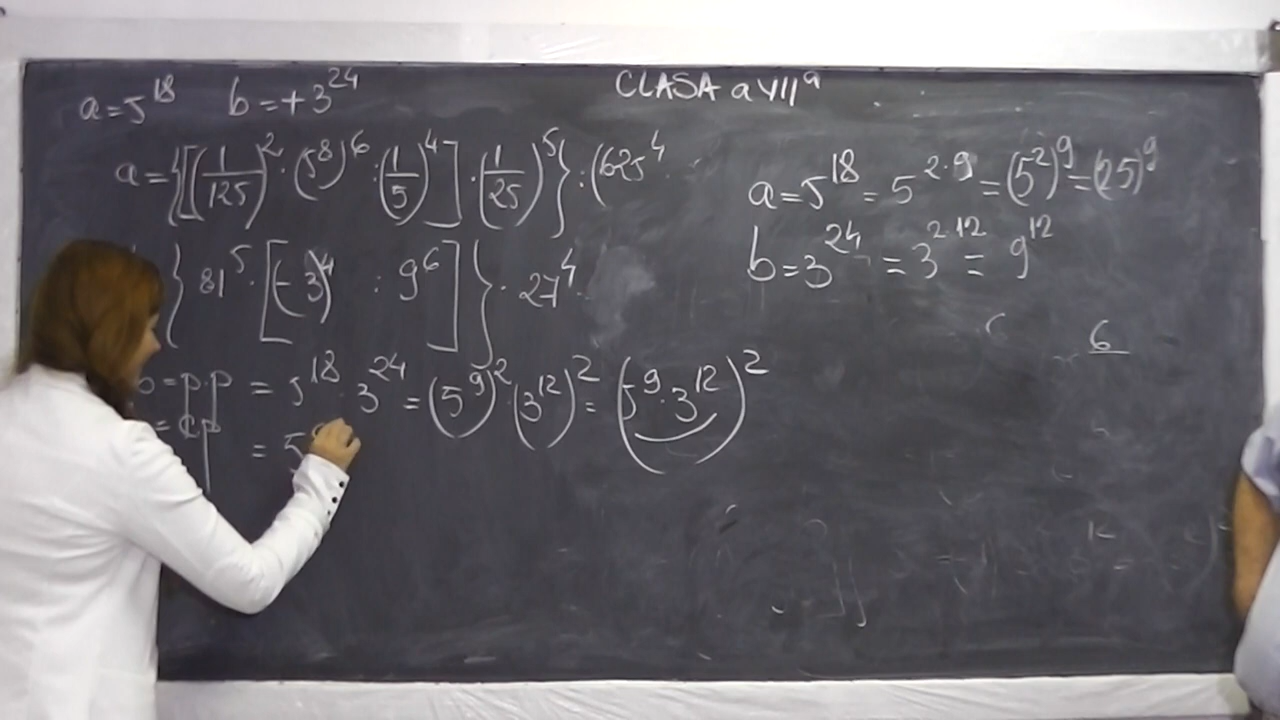 CLASA a VII a
a=5^18 b=+3^24
a={[(1/125)^2·(5^8)^6:(1/5)^4]·(1/25)^5}:(625^4
}81^5·[(-3)^4 :9^6]}·27^4
=p.p =5^18·3^24=(5^9)^2·(3^12)^2=(5^9·3^12)^2
=cp =5
a=5^18=5^2·9=(5^2)^9=(25)^9
b=3^24=3^2·12=9^12
6